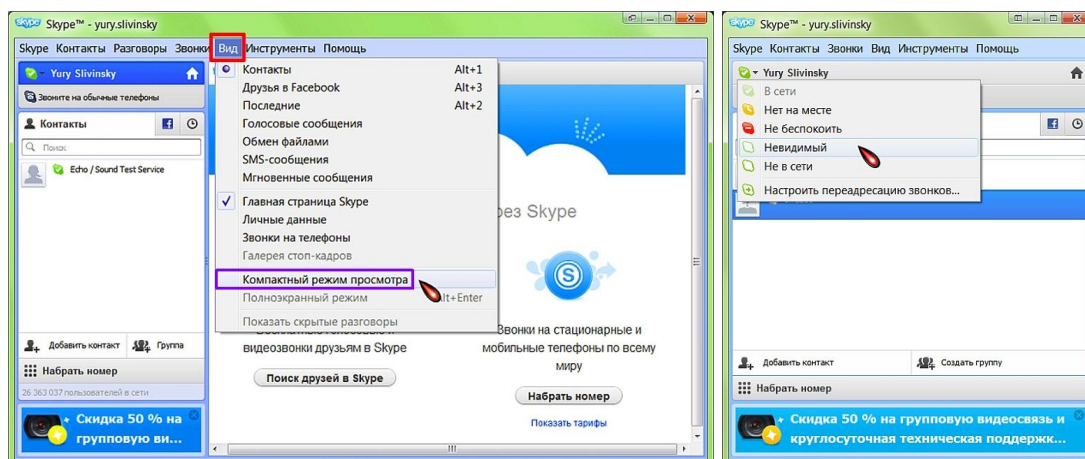 Skype™ - yury.slivinsky
Skype Контакты Разговоры Звонки Вид Инструменты Помощь
Yury Slivinsky
Звоните на обычные телефоны
Контакты
Поиск
Echo / Sound Test Service
Контакты Alt+1
Друзья в Facebook Alt+3
Последние Alt+2
Голосовые сообщения
Обмен файлами
SMS-сообщения
Мгновенные сообщения
Главная страница Skype
Личные данные
Звонки на телефоны
Галерея стоп-кадров
Компактный режим просмотра
Полноэкранный режим Alt+Enter
Показать скрытые разговоры
рез Skype
видеозвонки друзьям в Skype
Поиск друзей в Skype
Звонки на стационарные и
мобильные телефоны по всему
миру
Набрать номер
Показать тарифы
Добавить контакт Группа
Набрать номер
26 363 037 пользователей в сети
Скидка 50 % на
групповую ви...
Skype™ - yury.slivinsky
Skype Контакты Звонки Вид Инструменты Помощь
Yury Slivinsky
В сети
Нет на месте
Не беспокоить
Невидимый
Не в сети
Настроить переадресацию звонков...
Добавить контакт Создать группу
Набрать номер
Скидка 50 % на групповую видеосвязь и
круглосуточная техническая поддержк...